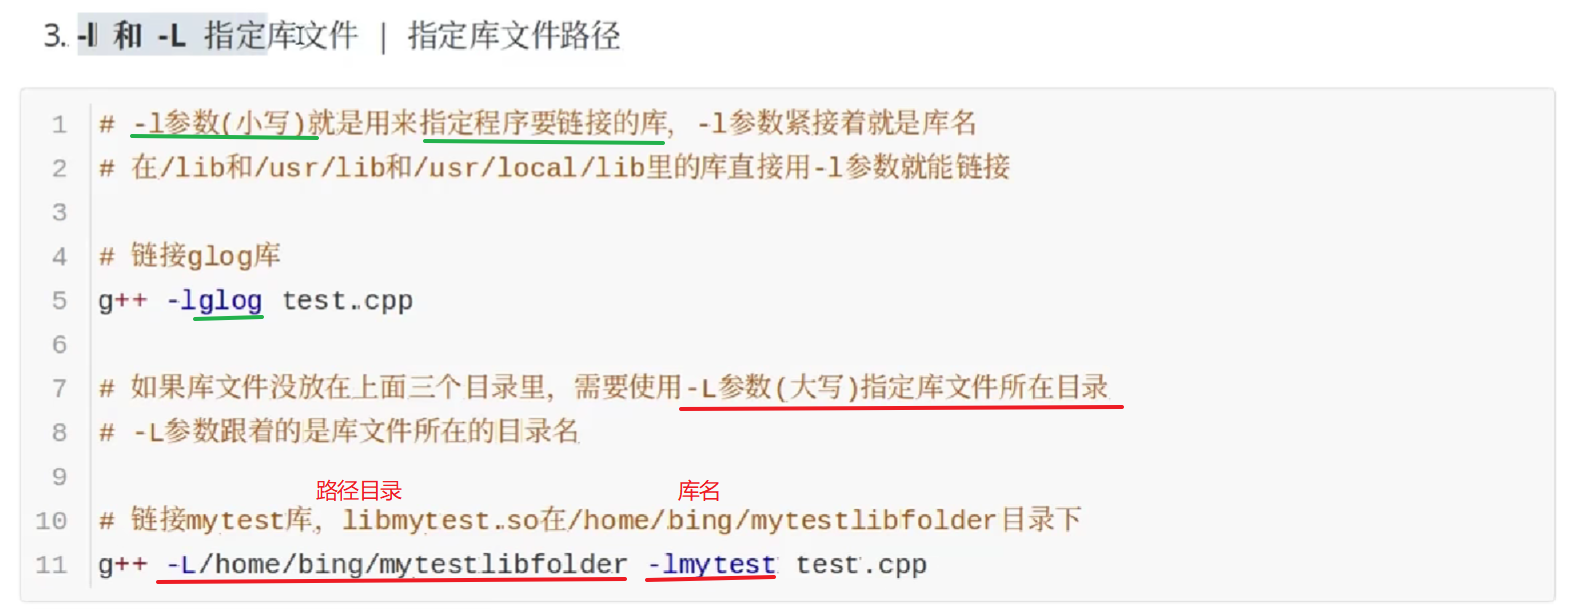 3. -l 和 -L 指定库文件 | 指定库文件路径
1 # -l参数(小写)就是用来指定程序要链接的库, -l参数紧接着就是库名
2 # 在/lib和/usr/lib和/usr/local/lib里的库直接用-l参数就能链接
3
4 # 链接glog库
5 g++ -lglog test.cpp
6
7 # 如果库文件没放在上面三个目录里, 需要使用-L参数(大写)指定库文件所在目录
8 # -L参数跟着的是库文件所在的目录名
9
路径目录 库名
10 # 链接mytest库, libmytest.so在/home/bing/mytestlibfolder目录下
11 g++ -L/home/bing/mytestlibfolder -lmytest test.cpp